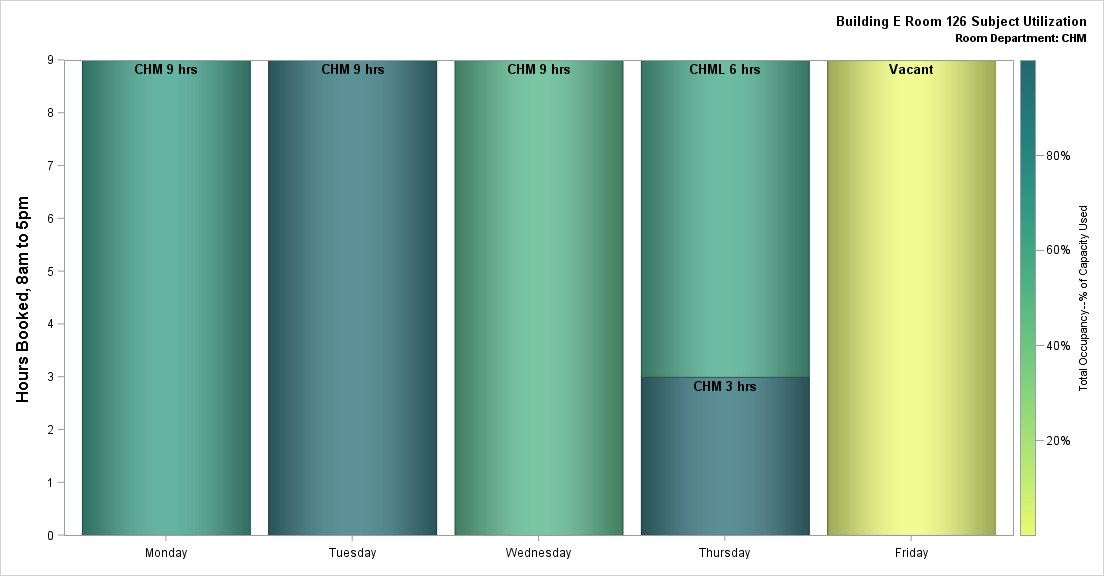 Building E Room 126 Subject Utilization
Room Department: CHM
Hours Booked, 8am to 5pm
9
8
7
6
5
4
3
2
1
0
CHM 9 hrs
CHM 9 hrs
CHM 9 hrs
CHML 6 hrs
CHM 3 hrs
Vacant
Monday
Tuesday
Wednesday
Thursday
Friday
80%
60%
40%
20%
Total Occupancy--% of Capacity Used